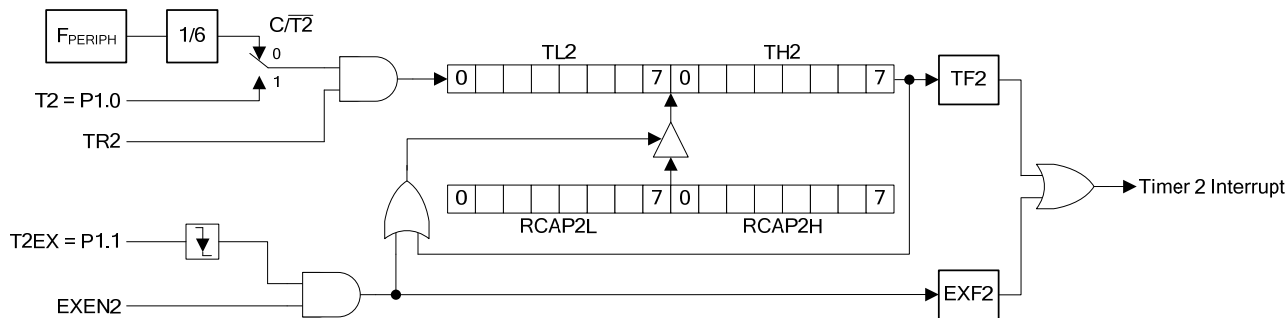 FPERIPH
1/6
C/T2
0
1
T2 = P1.0
TR2
TL2
TH2
0 7 0 7
TF2
0 7 0 7
RCAP2L
RCAP2H
Timer 2 Interrupt
T2EX = P1.1
EXEN2
EXF2